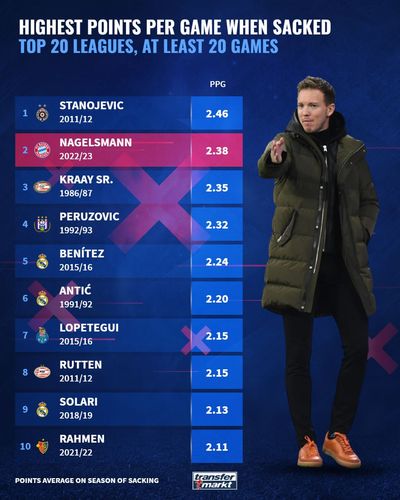 HIGHEST POINTS PER GAME WHEN SACKED
TOP 20 LEAGUES, AT LEAST 20 GAMES
PPG
1 STANOJEVIC 2.46
2011/12
2 NAGELSMANN 2.38
2022/23
3 KRAAY SR. 2.35
1986/87
4 PERUZOVIC 2.32
1992/93
5 BENÍTEZ 2.24
2015/16
6 ANTIĆ 2.20
1991/92
7 LOPETEGUI 2.15
2015/16
8 RUTTEN 2.15
2011/12
9 SOLARI 2.13
2018/19
10 RAHMEN 2.11
2021/22
POINTS AVERAGE ON SEASON OF SACKING
transfer
markt